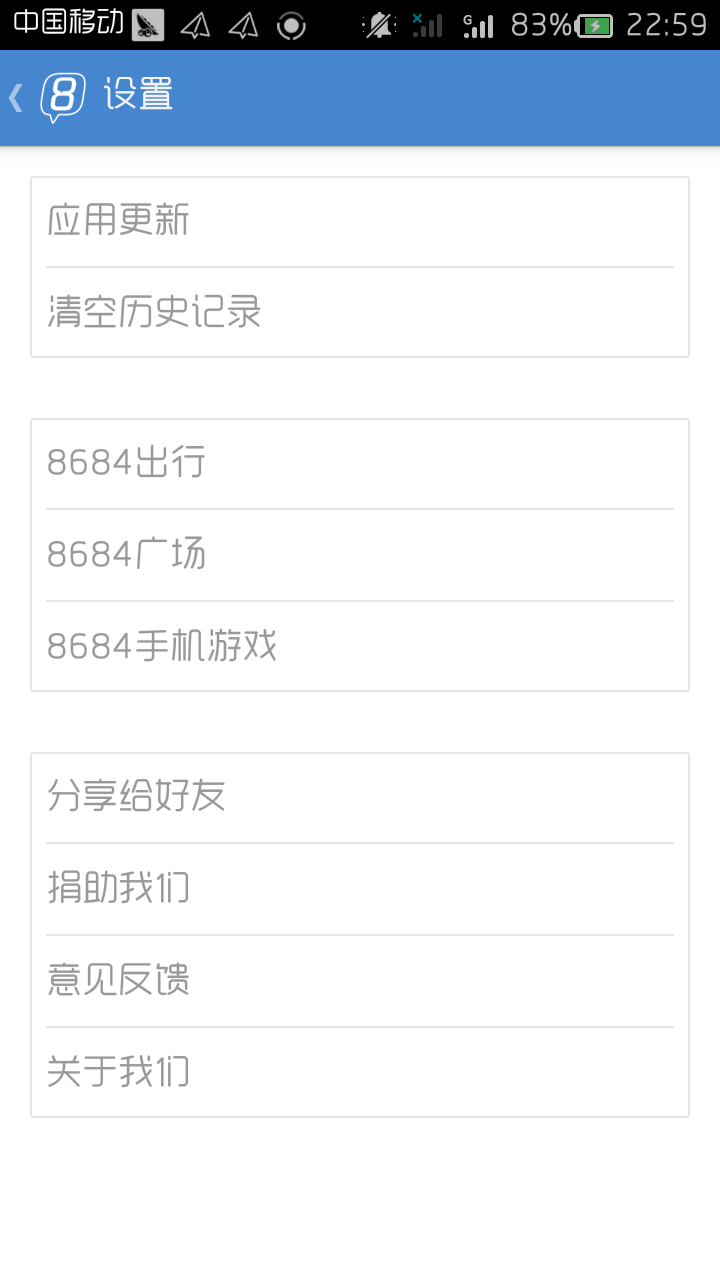 中国移动 G 83% 22:59
8 设置
应用更新
清空历史记录
8684出行
8684广场
8684手机游戏
分享给好友
捐助我们
意见反馈
关于我们